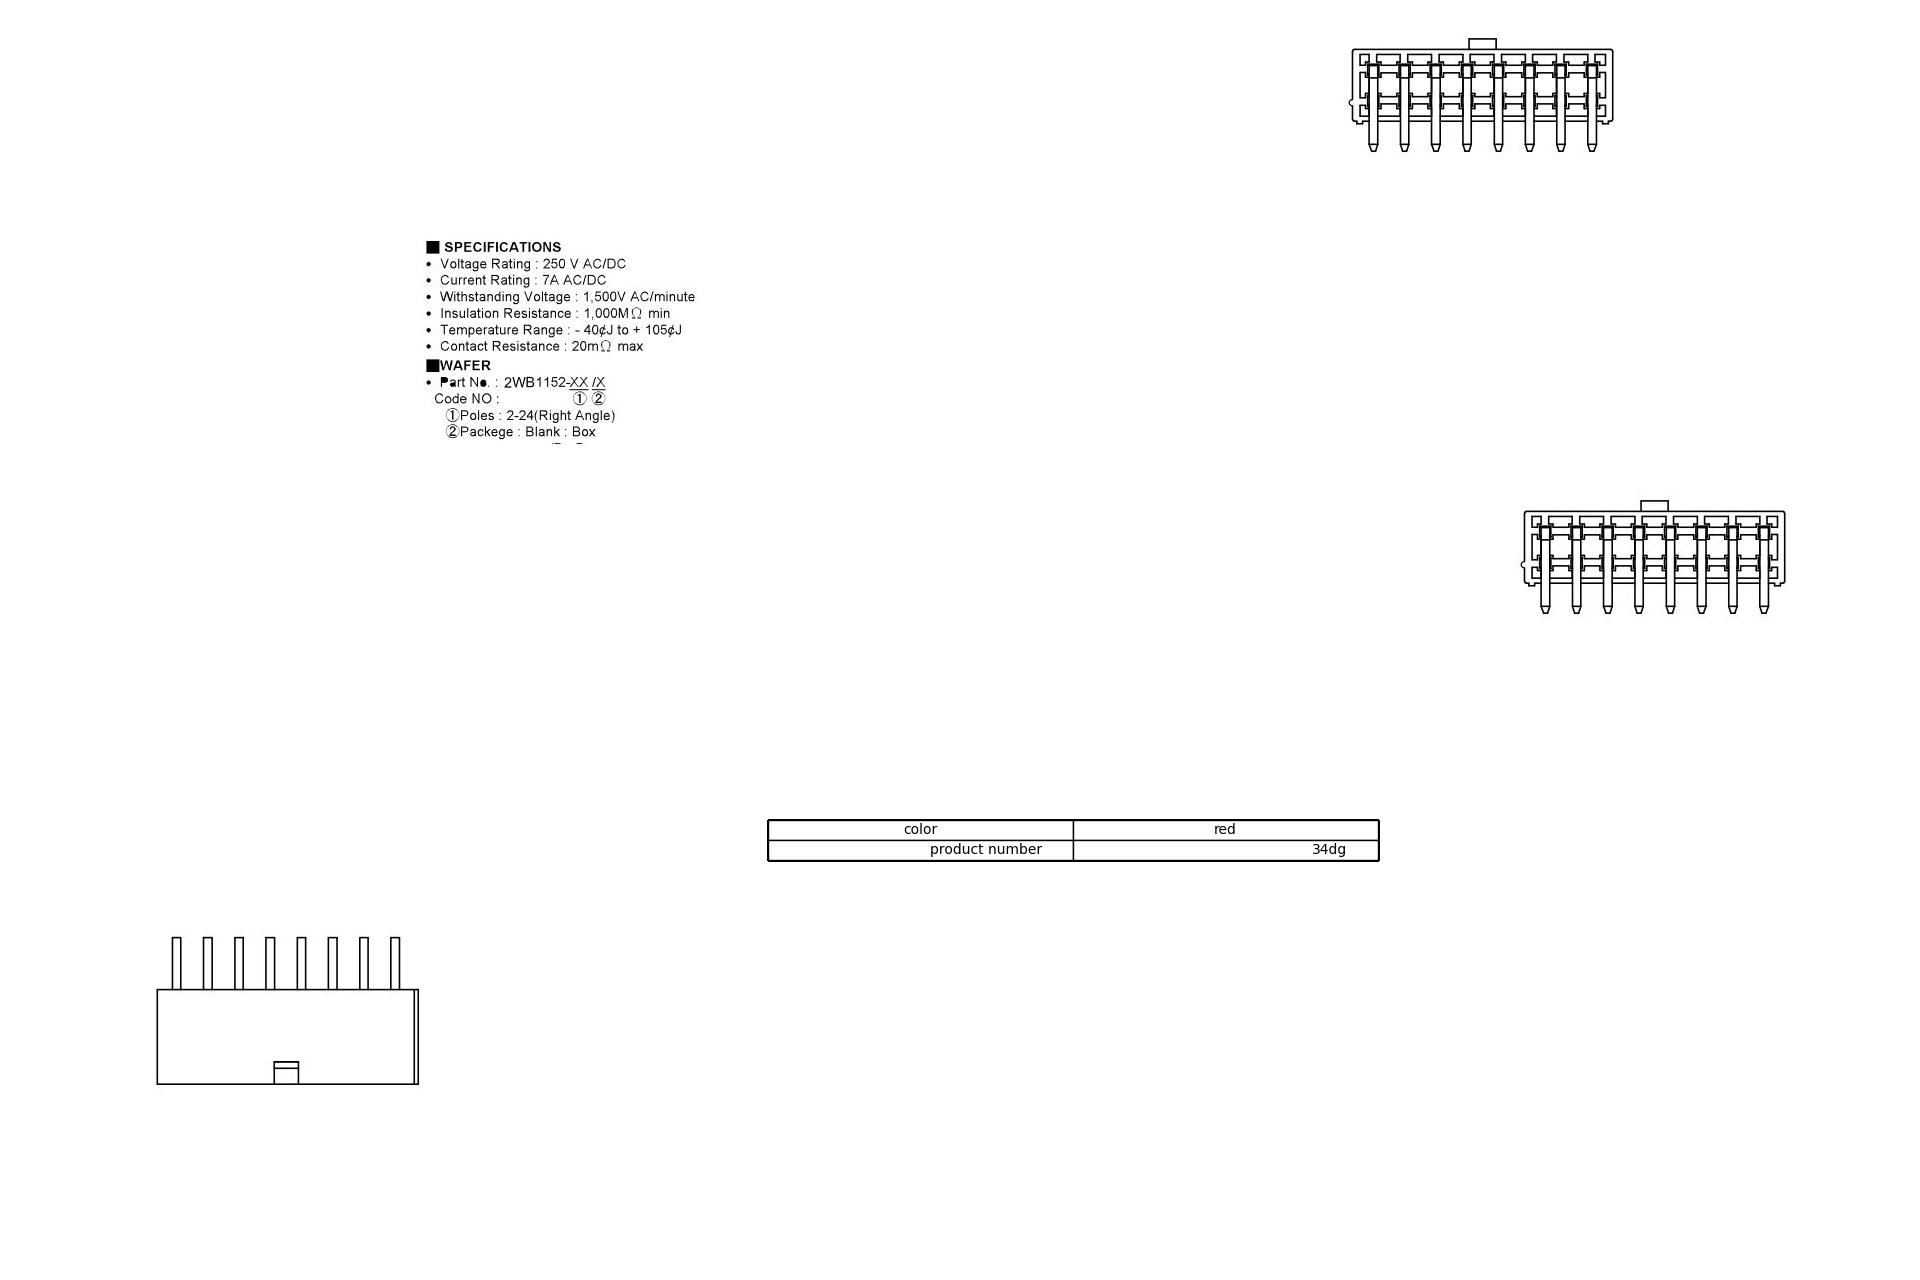 ■ SPECIFICATIONS
• Voltage Rating : 250 V AC/DC
• Current Rating : 7A AC/DC
• Withstanding Voltage : 1,500V AC/minute
• Insulation Resistance : 1,000MΩ min
• Temperature Range : - 40¢J to + 105¢J
• Contact Resistance : 20mΩ max
■WAFER
• Part No. : 2WB1152-XX /X
Code NO : ① ②
①Poles : 2-24(Right Angle)
②Packege : Blank : Box
color red
product number 34dg